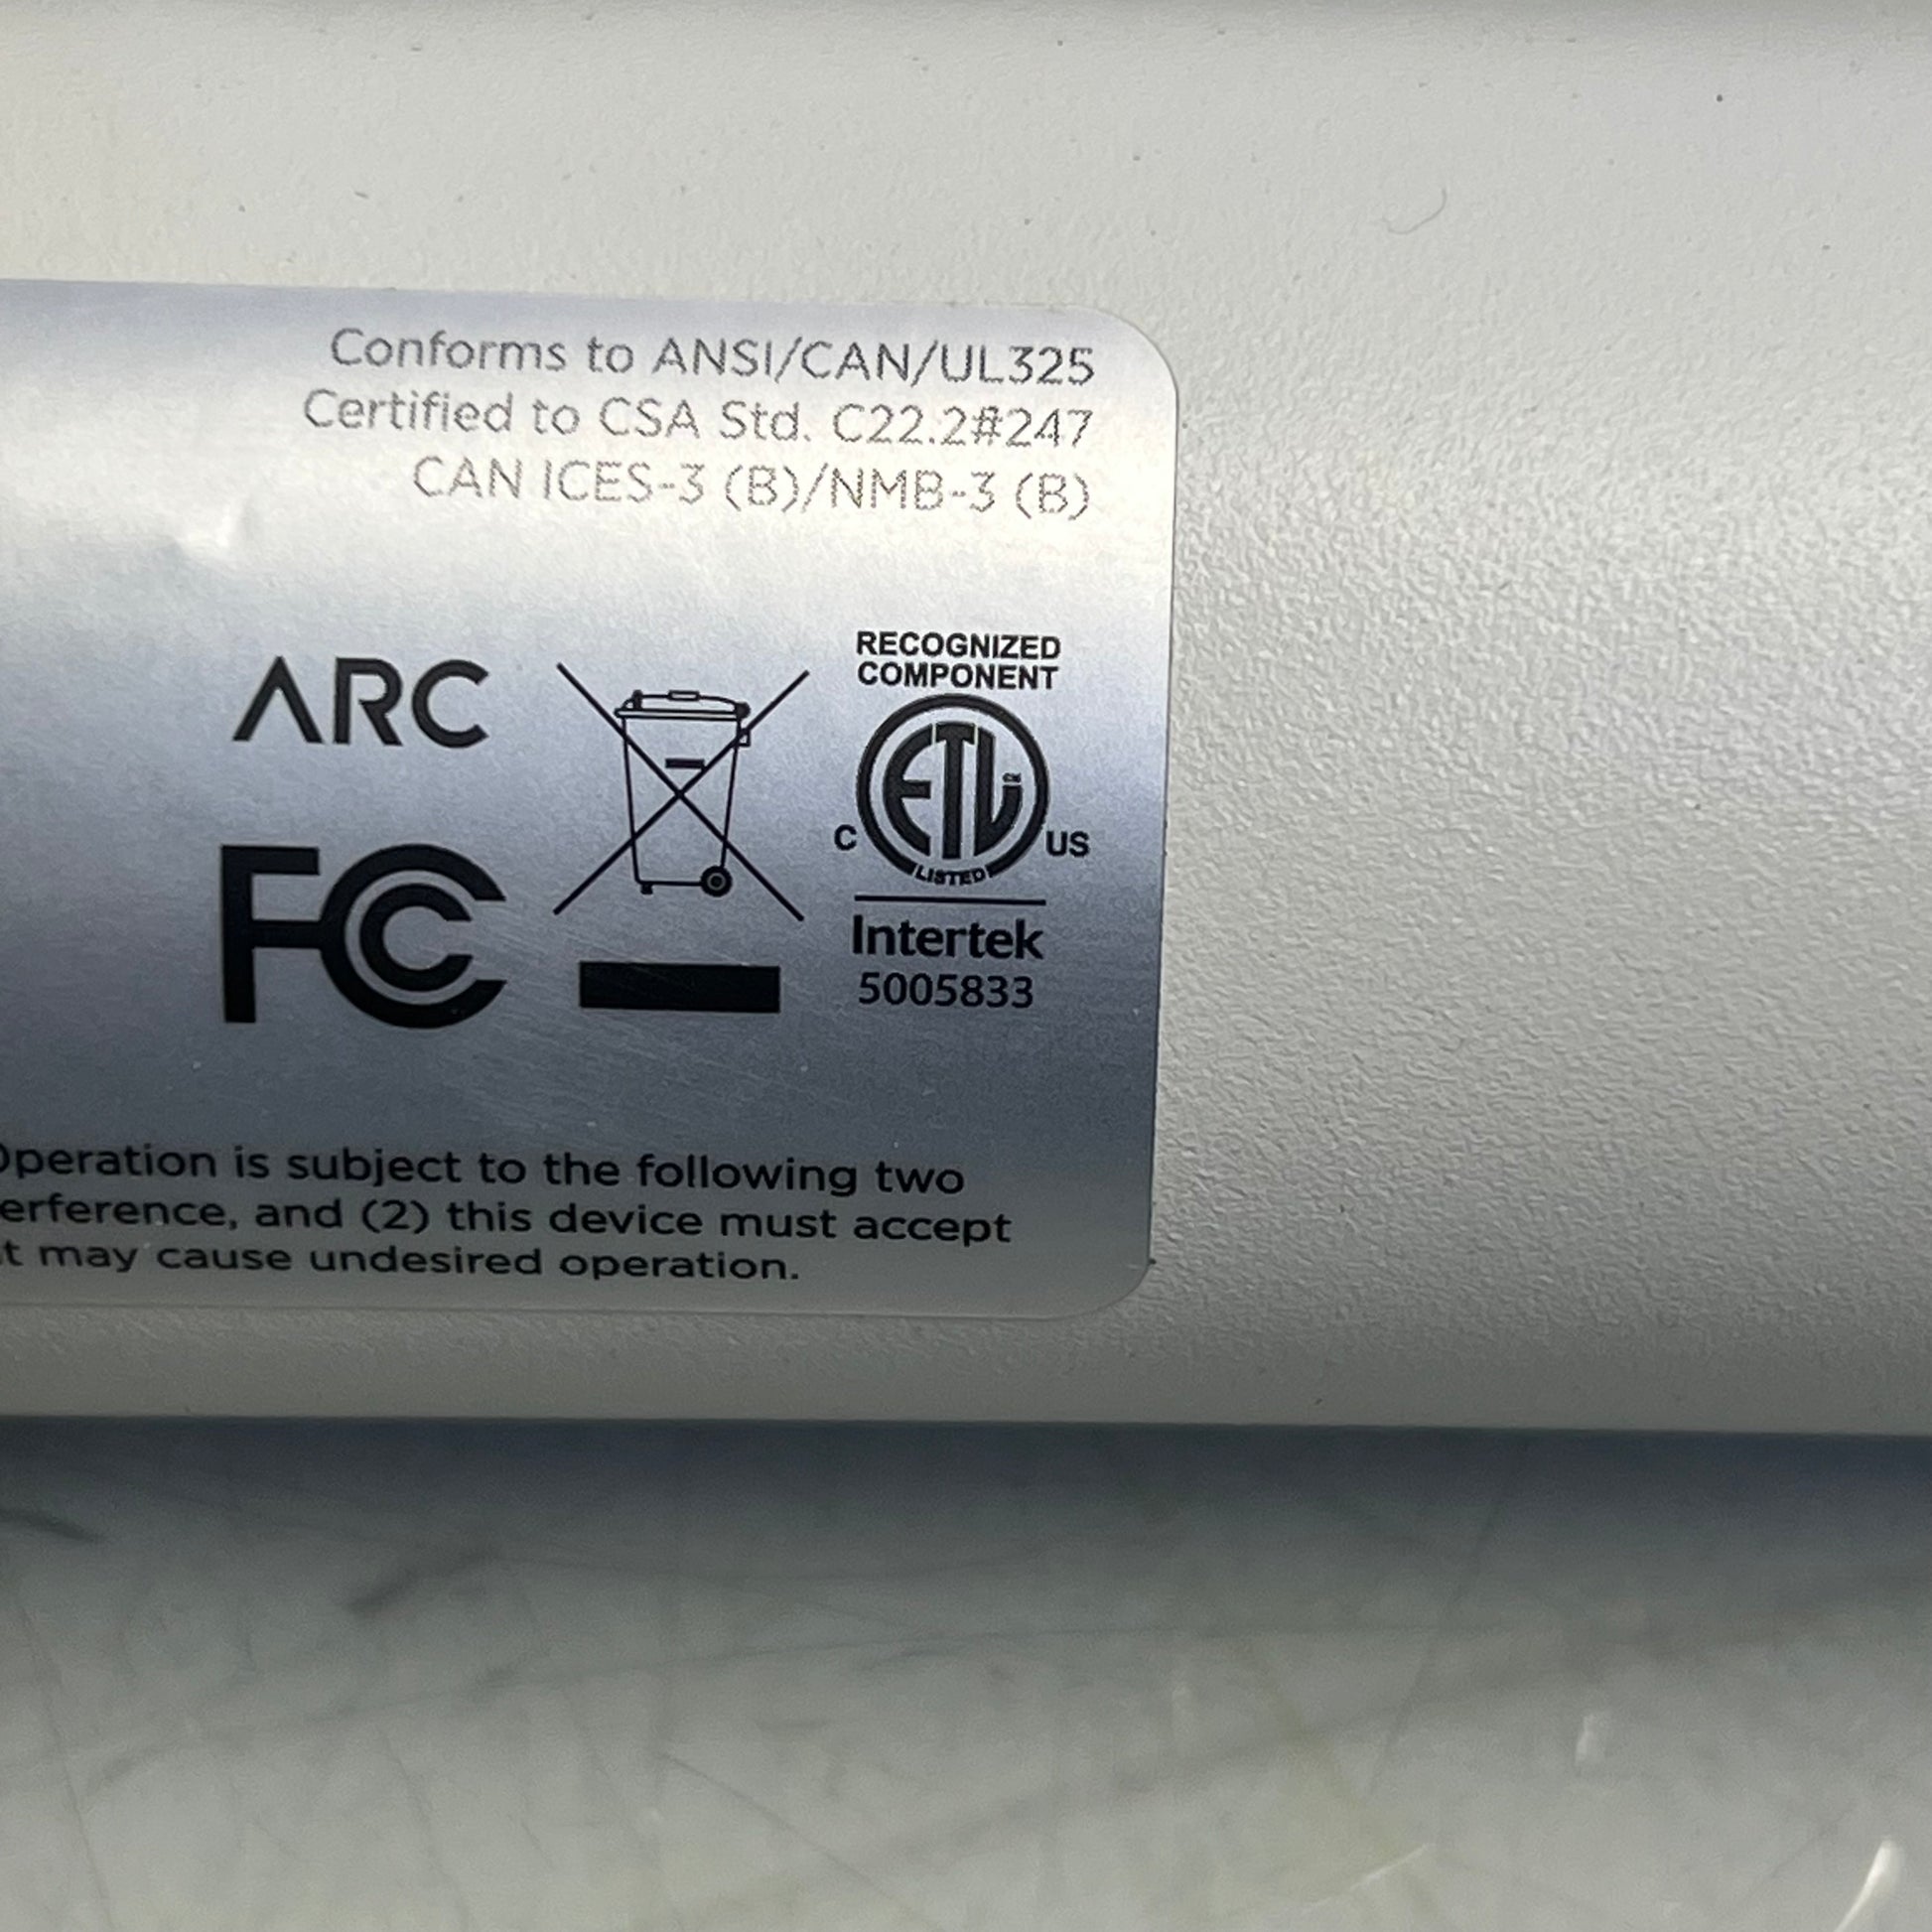 Conforms to ANSI/CAN/UL325
Certified to CSA Std. C22.2#247
CAN ICES-3 (B)/NMB-3 (B)
ARC
FC
RECOGNIZED
COMPONENT
ETL
CM
C
US
LISTED
Intertek
5005833
Operation is subject to the following two
erference, and (2) this device must accept
t may cause undesired operation.